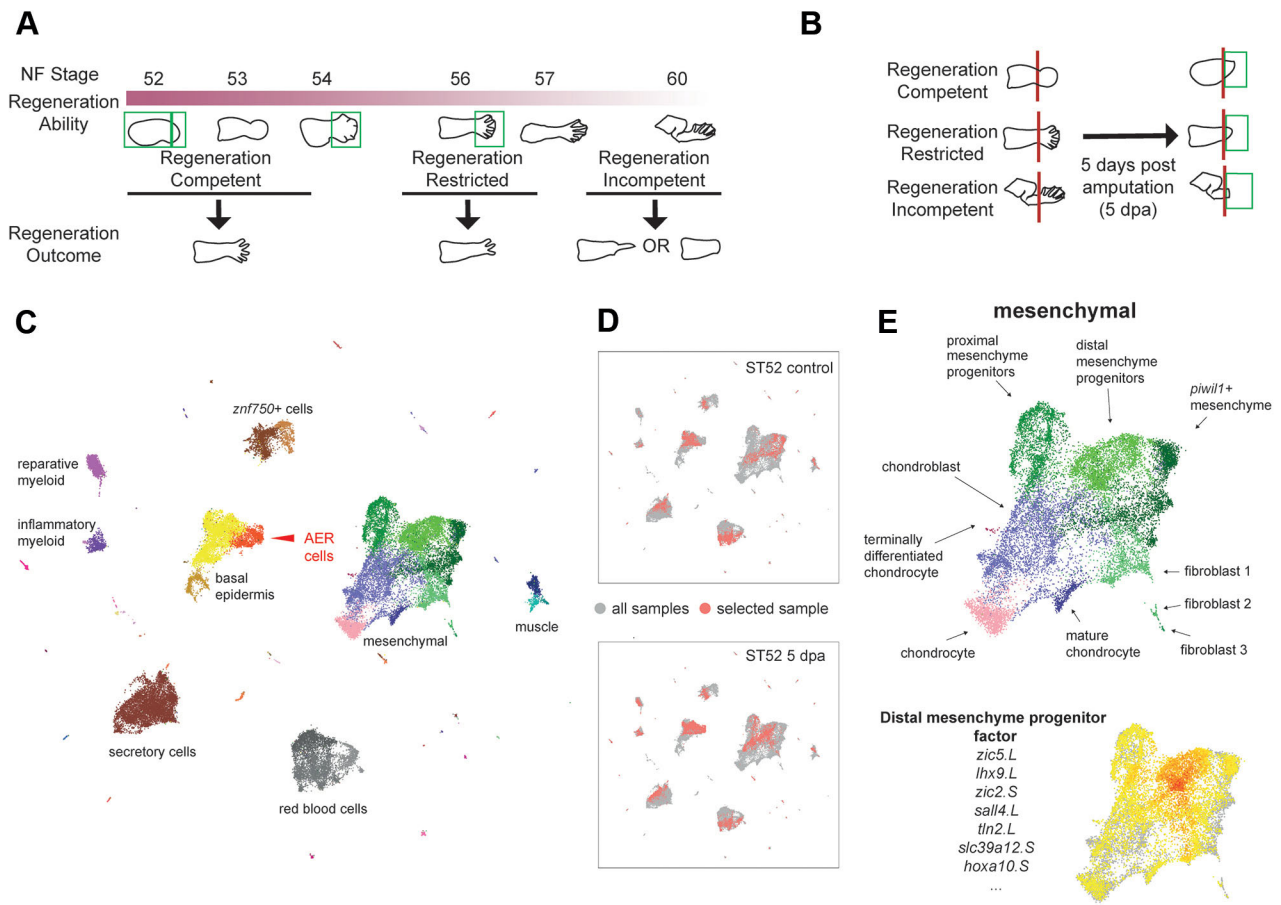 A
NF Stage
52
53
54
56
57
60
Regeneration
Ability
Regeneration
Competent
Regeneration
Restricted
Regeneration
Incompetent
Regeneration
Outcome
OR
B
Regeneration
Competent
Regeneration
Restricted
Regeneration
Incompetent
5 days post
amputation
(5 dpa)
C
znf750+ cells
reparative
myeloid
inflammatory
myeloid
AER
cells
basal
epidermis
mesenchymal
muscle
secretory cells
red blood cells
D
ST52 control
all samples
selected sample
ST52 5 dpa
E
mesenchymal
proximal
mesenchyme
progenitors
distal
mesenchyme
progenitors
piwil1+
mesenchyme
chondroblast
terminally
differentiated
chondrocyte
fibroblast 1
fibroblast 2
fibroblast 3
chondrocyte
mature
chondrocyte
Distal mesenchyme progenitor
factor
zic5.L
lhx9.L
zic2.S
sall4.L
tln2.L
slc39a12.S
hoxa10.S
...